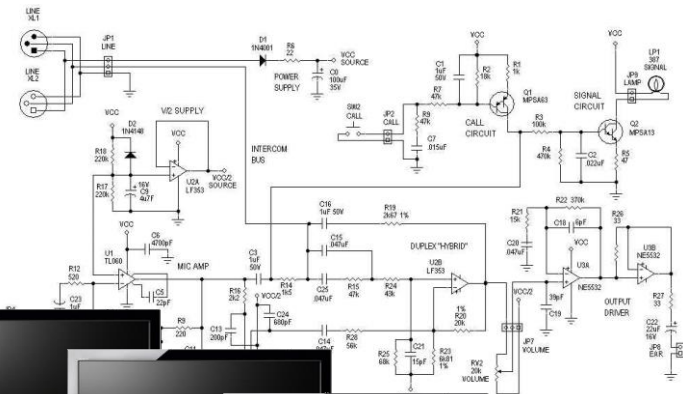 LINE
XL1
LINE
XL2
JP1
LINE
D1
1N4001
R6
22
POWER
SUPPLY
C0
100uF
35V
VCC
SOURCE
VCC
V/2 SUPPLY
D2
1N4148
VCC
R18
220k
R17
220k
16V
C9
4u7F
U2A
LF353
VCC/2
SOURCE
INTERCOM
BUS
VCC
C1
1uF
50V
R2
18k
R1
1k
R7
47k
Q1
MPSA63
SW2
CALL
JP2
CALL
R9
47k
C7
.015uF
CALL
CIRCUIT
VCC
LP1
387
SIGNAL
JP9
LAMP
SIGNAL
CIRCUIT
R3
100k
Q2
MPSA13
R4
470k
C2
.022uF
R5
47
VCC
C6
4700pF
U1
TL060
R12
520
MIC AMP
C5
22pF
C23
1uF
R9
220
C3
1uF
50V
R16
2k2
C13
200pF
VCC/2
C24
680pF
R14
1k5
C16
1uF 50V
C15
.047uF
C25
.047uF
R15
47k
R19
2k67 1%
DUPLEX "HYBRID"
R24
43k
U2B
LF353
C14
R28
56k
R25
68k
C21
15pF
R23
6k81
1%
1%
R20
20k
RV2
20k
VOLUME
VCC/2
JP7
VOLUME
R21
15k
C20
.047uF
R22 370k
C18
6pF
VCC
U3A
NE5532
39pF
C19
R26
33
U3B
NE5532
OUTPUT
DRIVER
R27
33
C22
22uF
16V
JP8
EAR